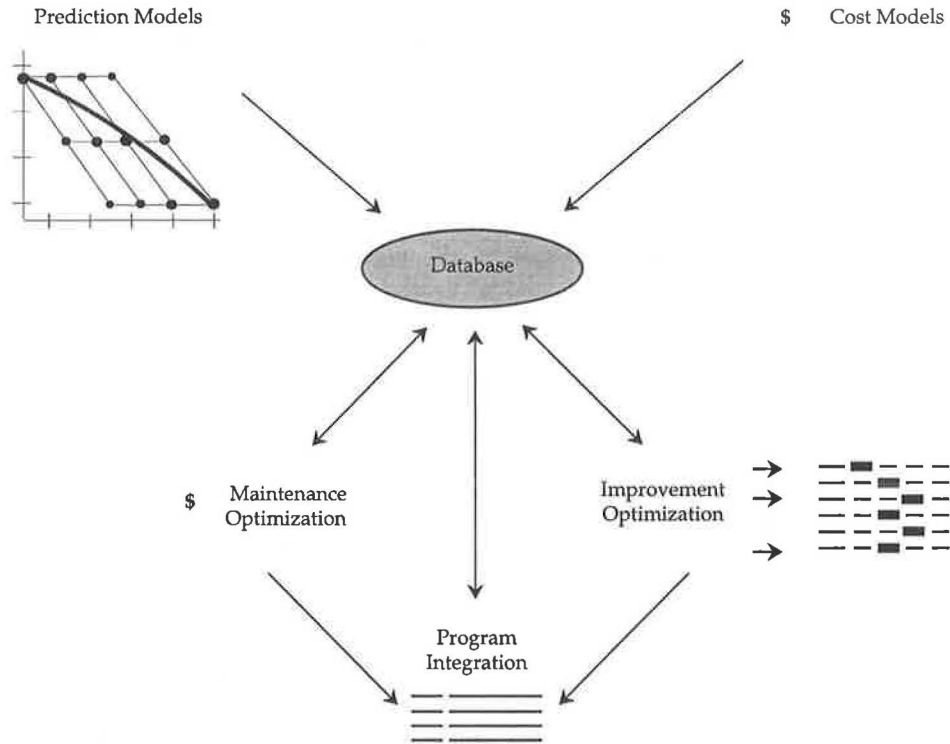 Prediction Models
$ Cost Models
Database
$ Maintenance
Optimization
Improvement
Optimization
Program
Integration